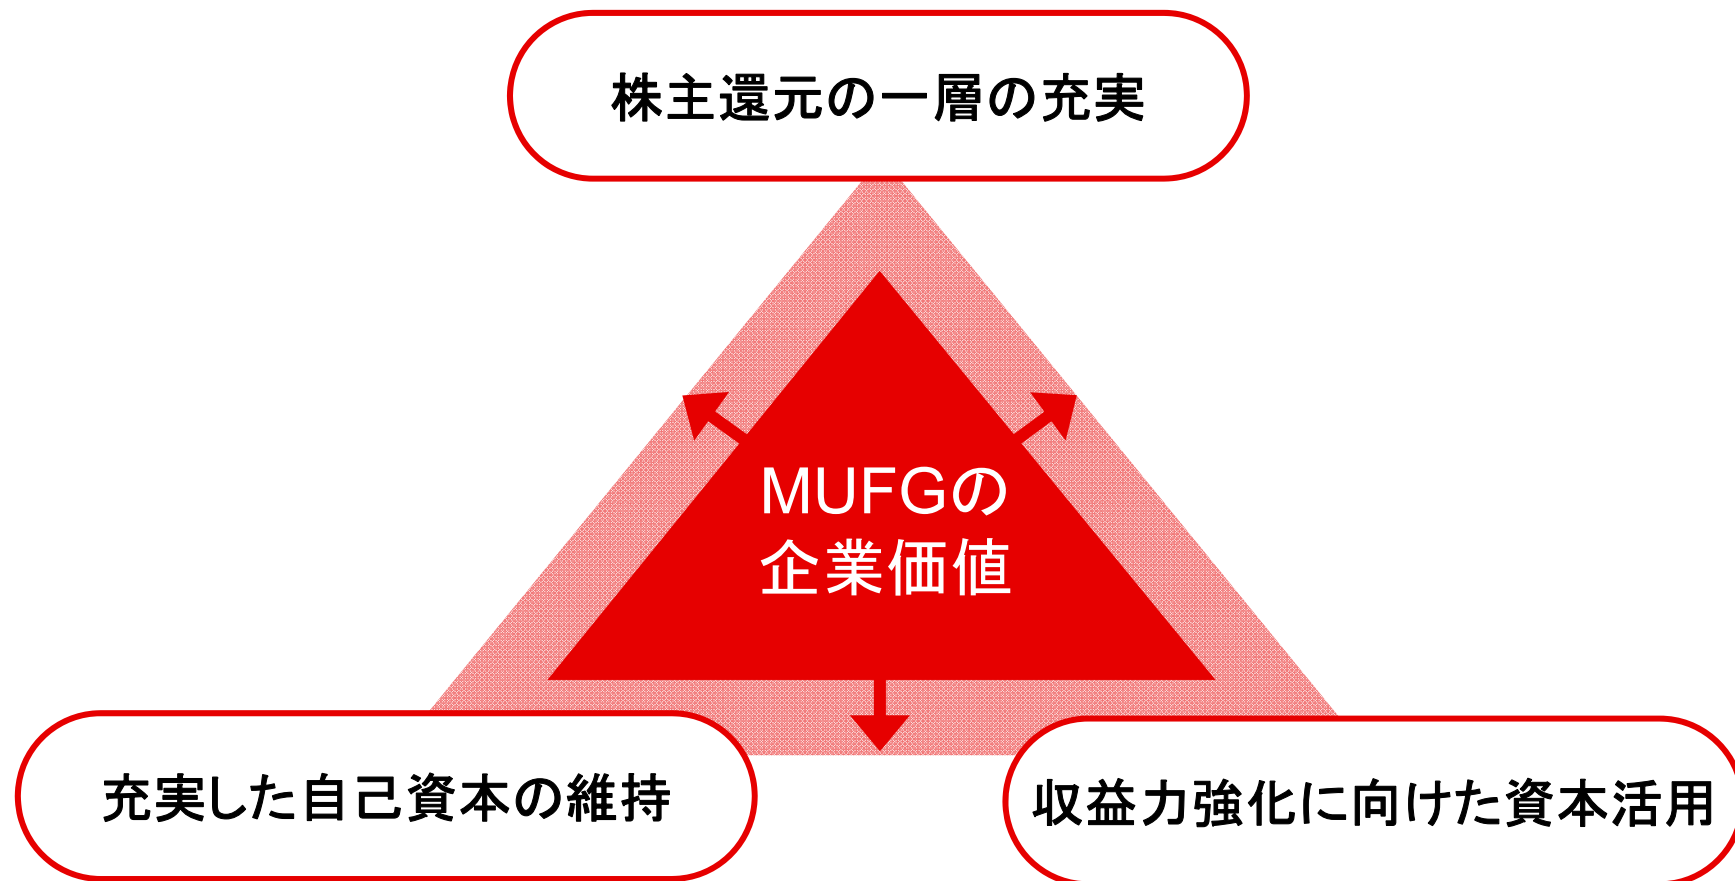 株主還元の一層の充実
MUFGの
企業価値
充実した自己資本の維持
収益力強化に向けた資本活用